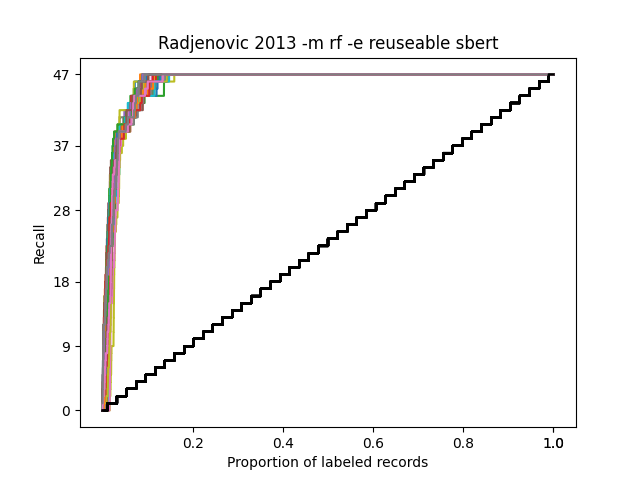 Radjenovic 2013 -m rf -e reuseable sbert
47
37
28
18
9
0
Recall
0.2 0.4 0.6 0.8 1.0 1.0
Proportion of labeled records